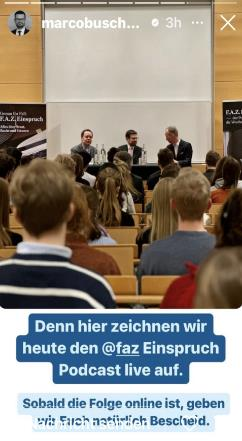 marcobusch... 3h ...
F.A.Z. Einspruch
Denn hier zeichnen wir
heute den @faz Einspruch
Podcast live auf.
Sobald die Folge online ist, geben
wir Euch natürlich Bescheid.